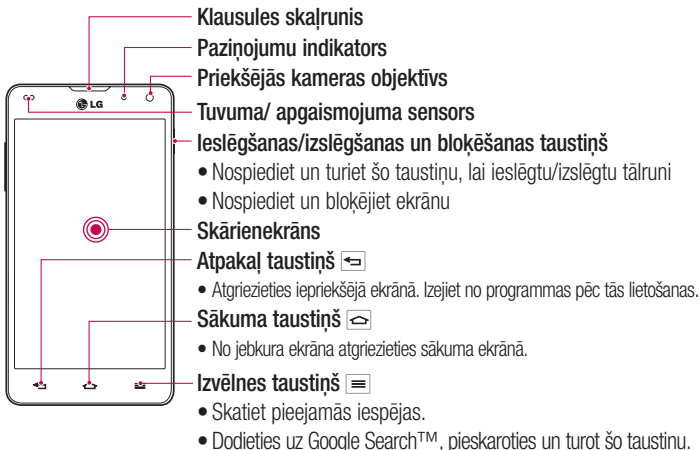 Klausules skaļrunis
Paziņojumu indikators
Priekšējās kameras objektīvs
Tuvuma/ apgaismojuma sensors
Ieslēgšanas/izslēgšanas un bloķēšanas taustiņš
• Nospiediet un turiet šo taustiņu, lai ieslēgtu/izslēgtu tālruni
• Nospiediet un bloķējiet ekrānu
Skārienekrāns
Atpakaļ taustiņš
• Atgriezieties iepriekšējā ekrānā. Izejiet no programmas pēc tās lietošanas.
Sākuma taustiņš
• No jebkura ekrāna atgriezieties sākuma ekrānā.
Izvēlnes taustiņš
• Skatiet pieejamās iespējas.
• Dodieties uz Google Search™, pieskaroties un turot šo taustiņu.
LG